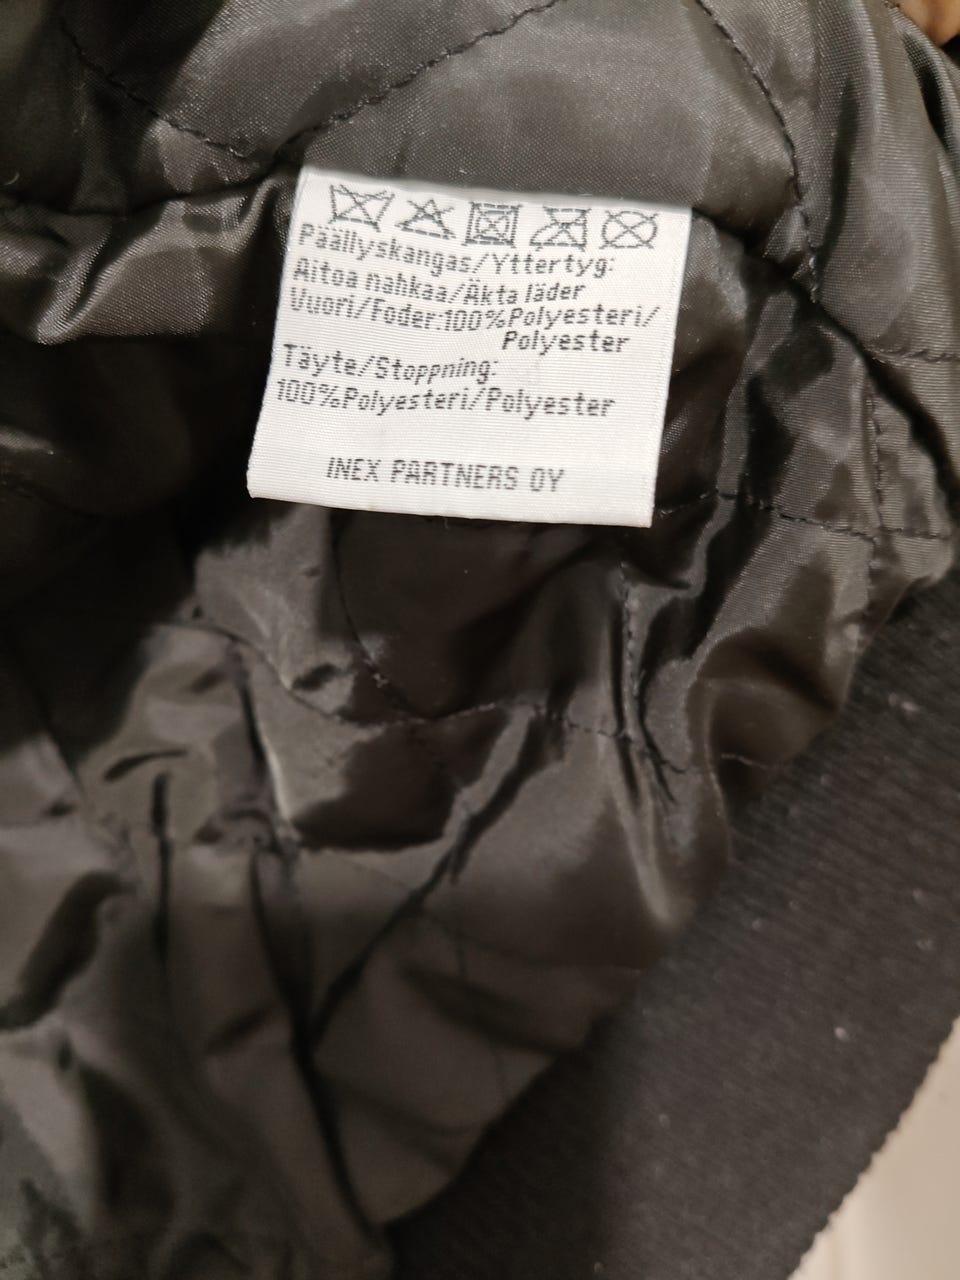 Päällyskangas/Yttertyg:
Aitoa nahkaa/Äkta läder
Vuori/Foder:100%Polyesteri/
Polyester
Täyte/Stoppning:
100%Polyesteri/Polyester
INEX PARTNERS OY